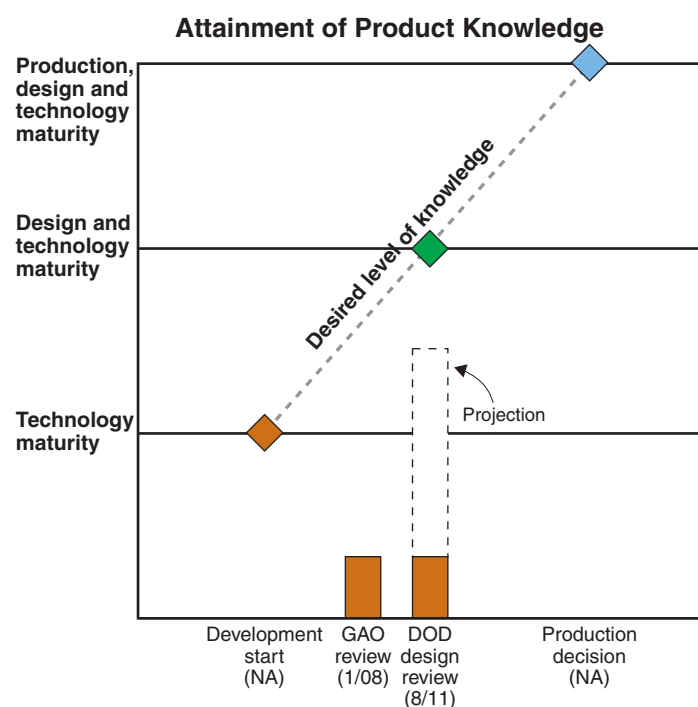 Attainment of Product Knowledge
Production,
design and
technology
maturity
Design and
technology
maturity
Technology
maturity
Desired level of knowledge
Projection
Development
start
(NA)
GAO
review
(1/08)
DOD
design
review
(8/11)
Production
decision
(NA)